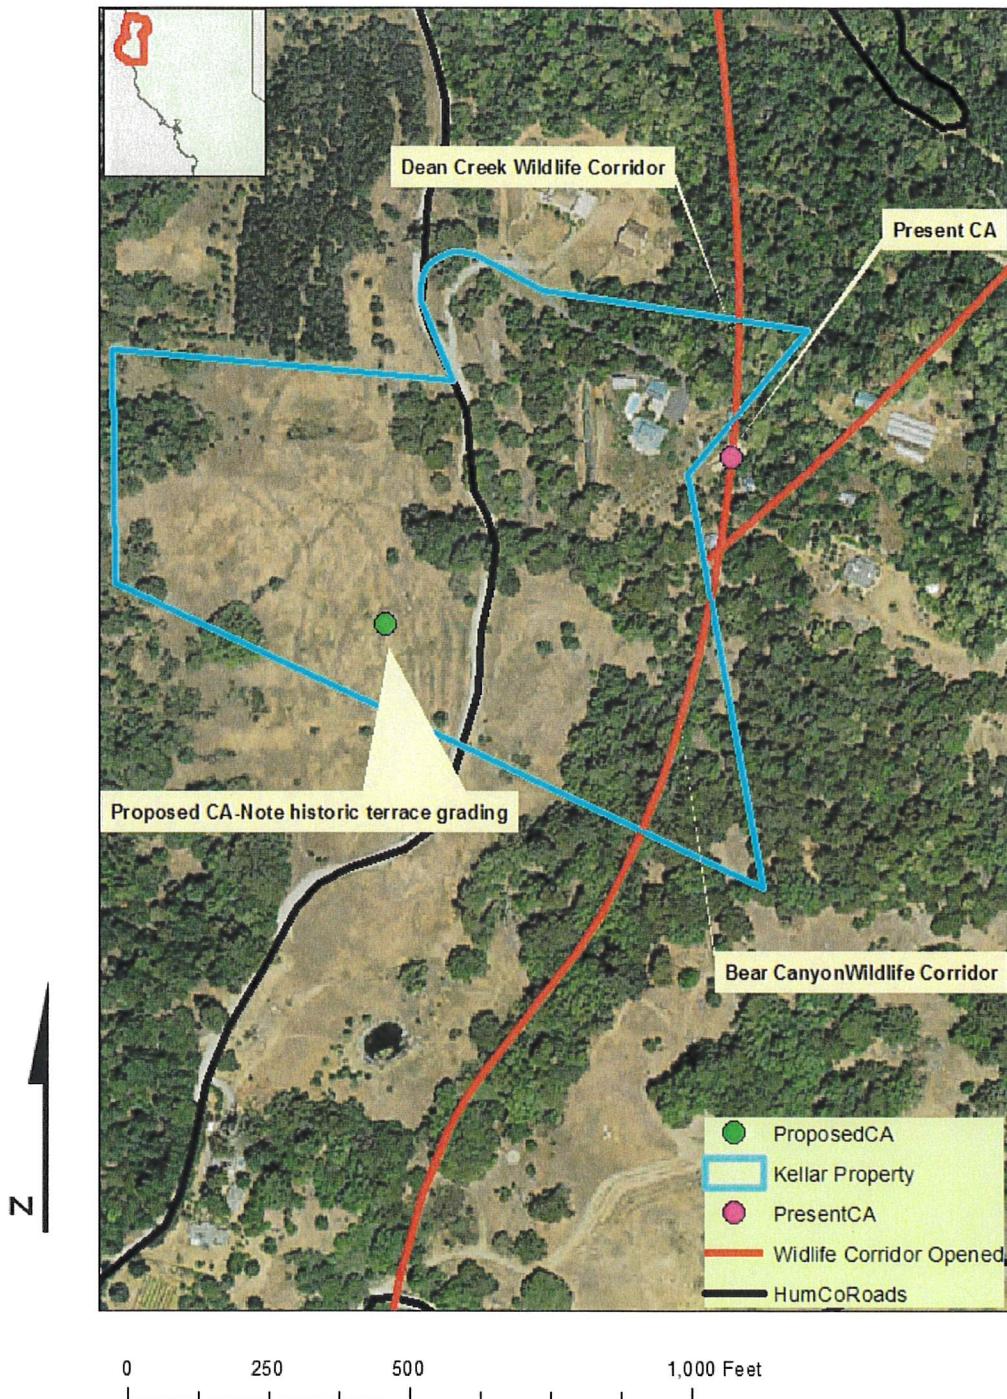 Dean Creek Wildlife Corridor
Present CA
Proposed CA-Note historic terrace grading
Bear CanyonWildlife Corridor
ProposedCA
Kellar Property
PresentCA
Widlife Corridor Opened
HumCoRoads
N
0 250 500 1,000 Feet